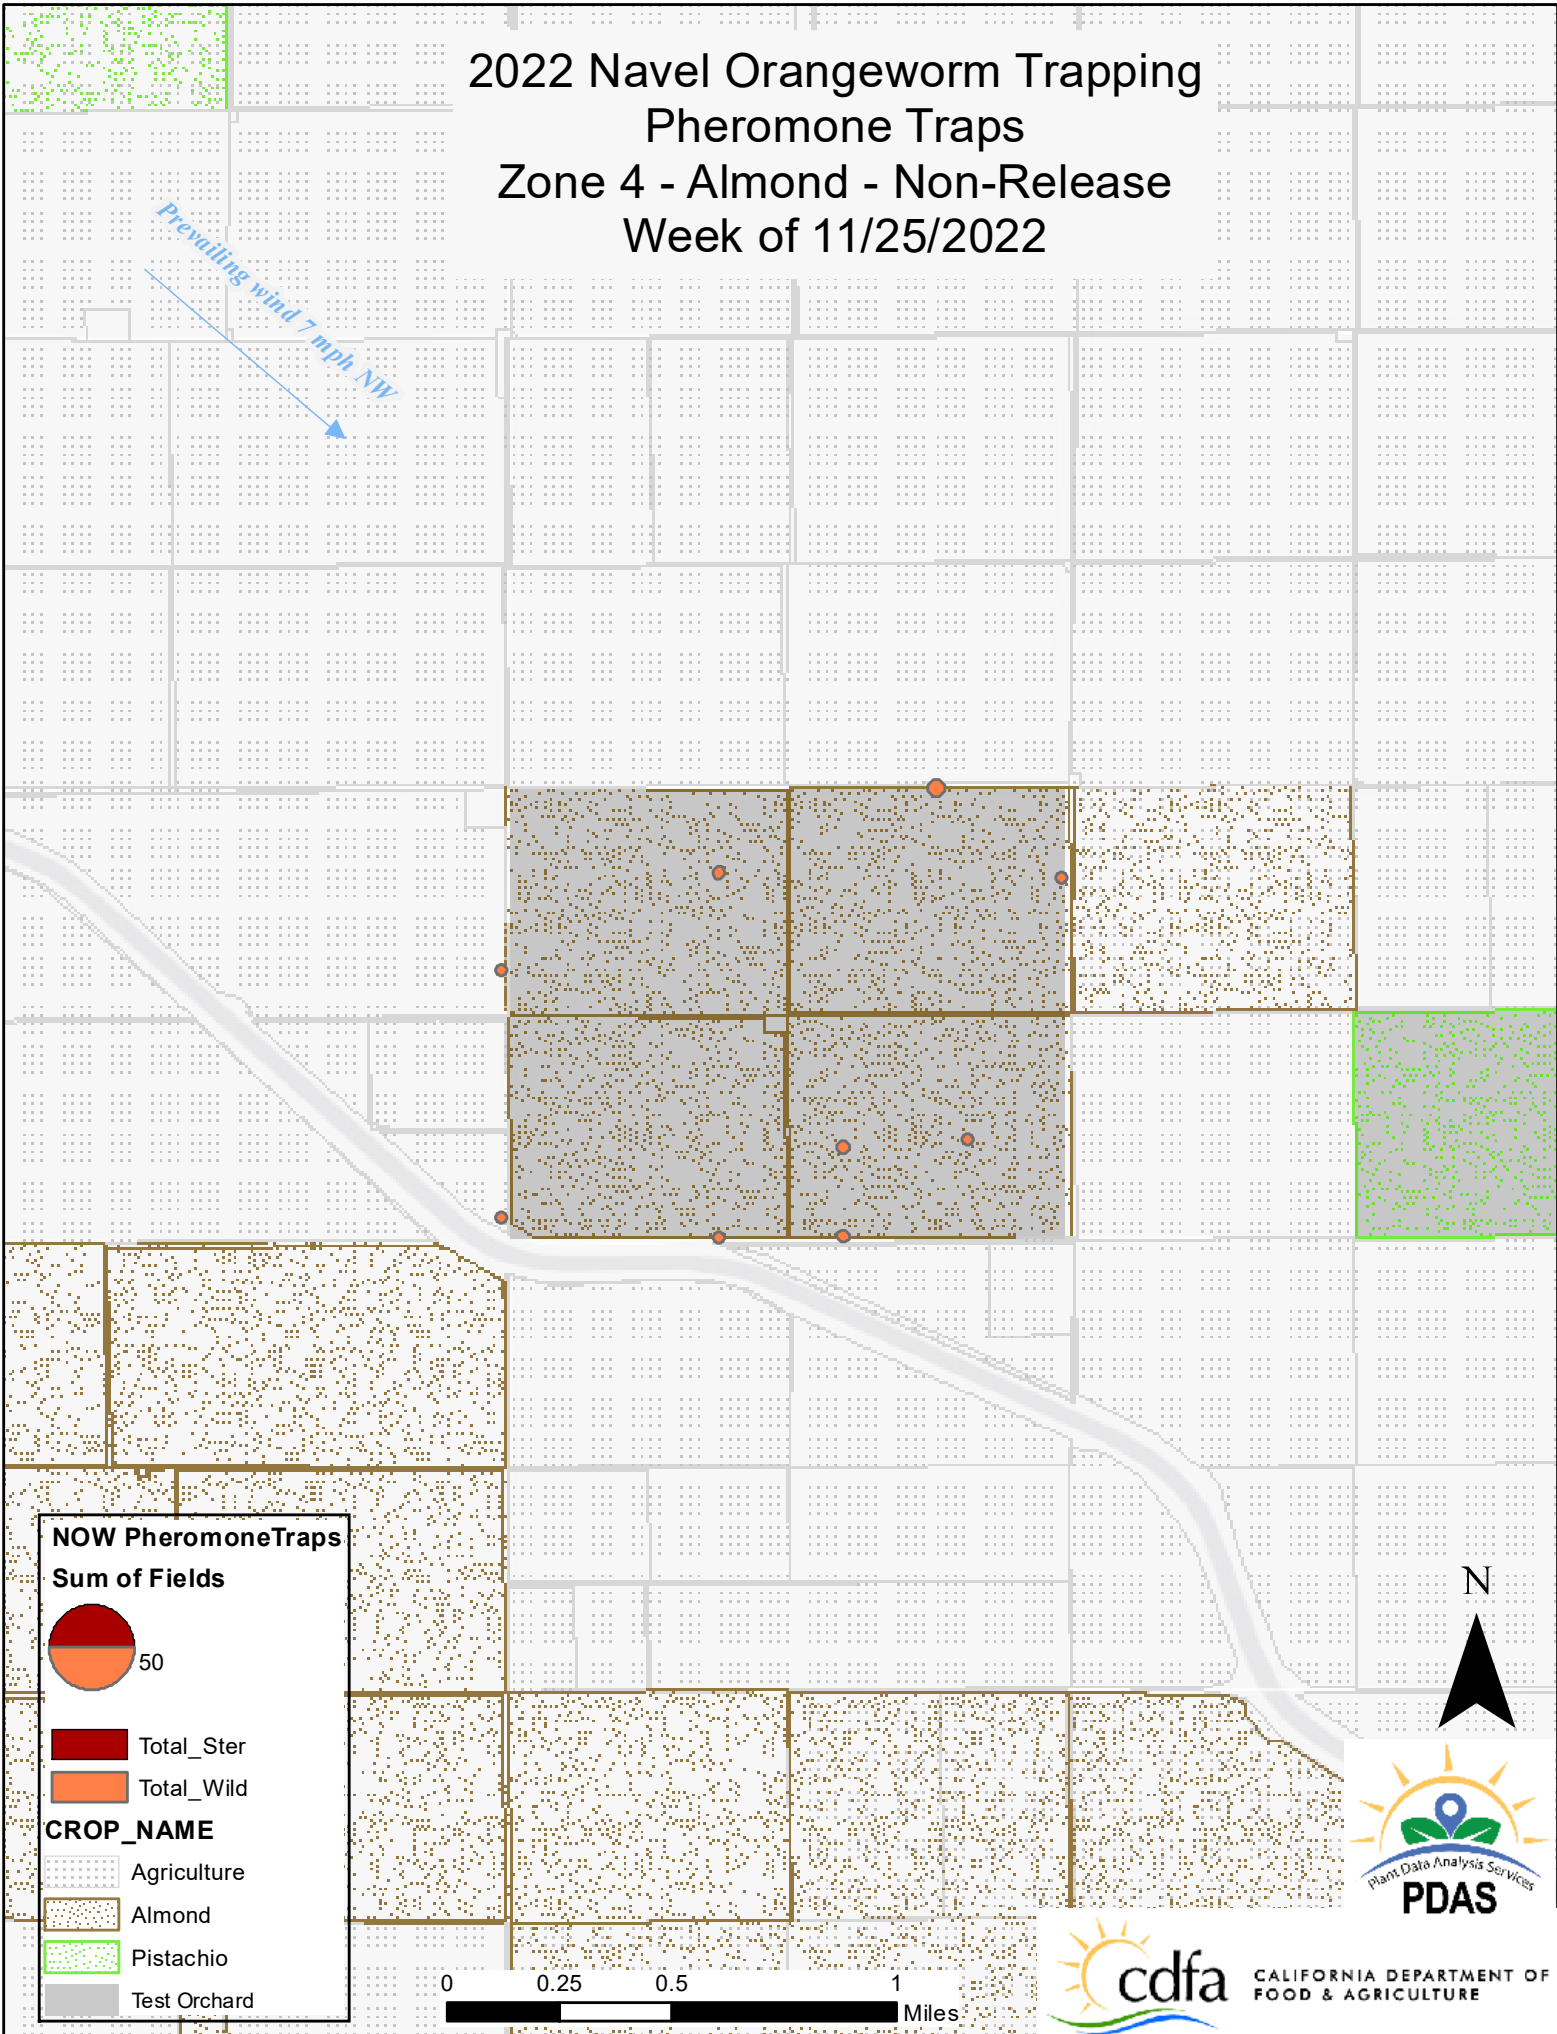 2022 Navel Orangeworm Trapping
Pheromone Traps
Zone 4 - Almond - Non-Release
Week of 11/25/2022
Prevailing wind 7 mph NW
NOW PheromoneTraps
Sum of Fields
50
Total_Ster
Total_Wild
CROP_NAME
Agriculture
Almond
Pistachio
Test Orchard
0 0.25 0.5 1
Miles
N
Plant Data Analysis Services
PDAS
cdfa
CALIFORNIA DEPARTMENT OF
FOOD & AGRICULTURE